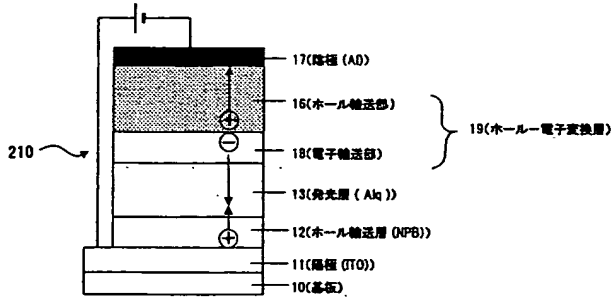 17(陰極(Al))
16(ホール輸送部)
19(ホールー電子変換層)
18(電子輸送部)
210
13(発光層(Alq))
12(ホール輸送層(NPB))
11(陽極(ITO))
10(基板)